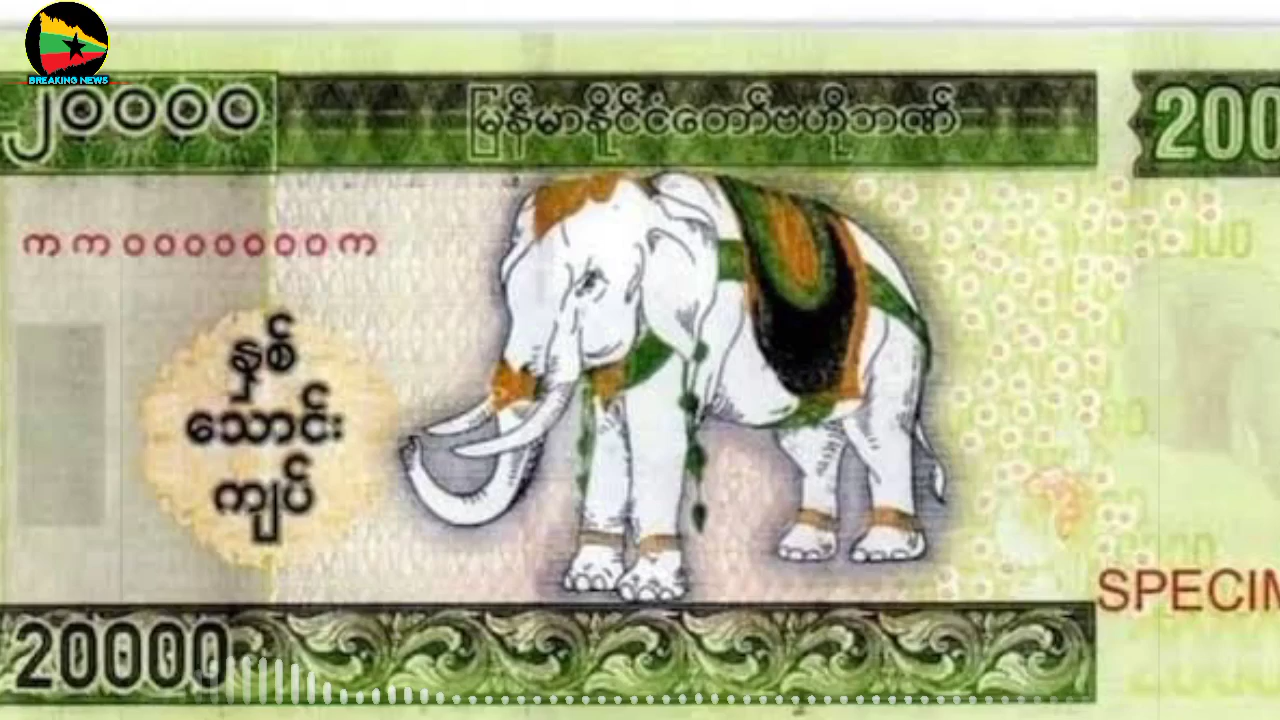 BREAKING NEWS
၂၀၀၀၀
မြန်မာနိုင်ငံတော်ဗဟိုဘဏ်
200
ကက၀၀၀၀၀၀၀က
နှစ်
သောင်း
ကျပ်
SPECIM
20000